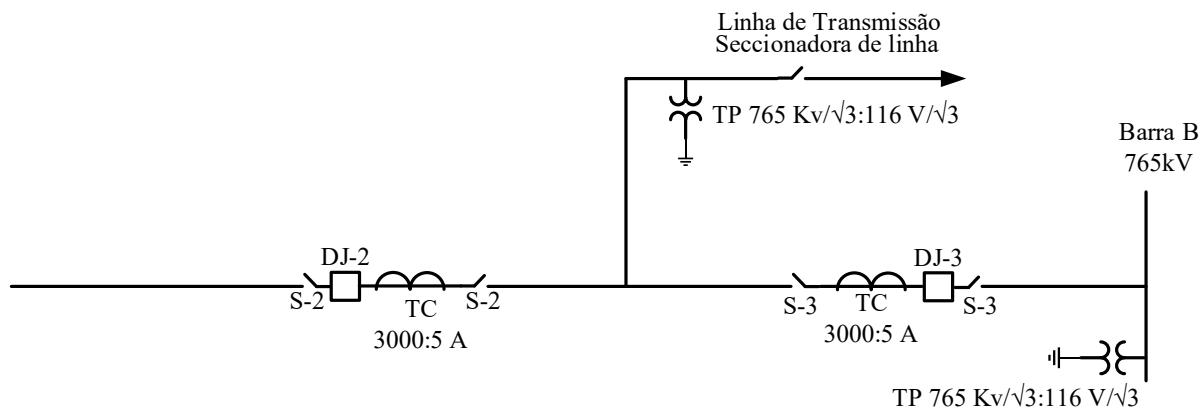 Linha de Transmissão
Seccionadora de linha
TP 765 Kv/√3:116 V/√3
Barra B
765kV
DJ-2
S-2
TC
S-2
3000:5 A
DJ-3
S-3
TC
S-3
3000:5 A
TP 765 Kv/√3:116 V/√3